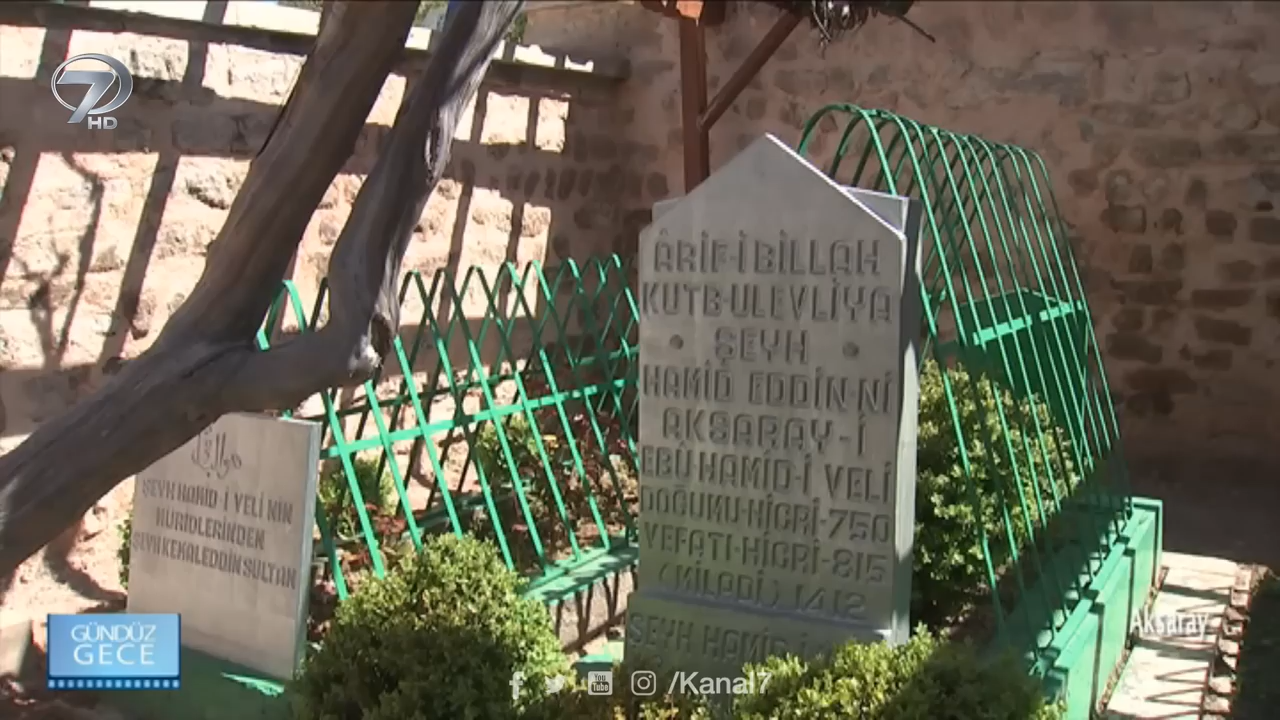 7
HD
ÂRİF-İ BİLLAH
KUTB-ULEVLİYA
ŞEYH
HAMİD EDDİN-Nİ
AKSARAY-İ
EBÜ-HAMİD-İ VELİ
DOĞUMU-HİCRİ-750
VEFATI-HİCRİ-815
(MİLADİ) 1412
ŞEYH HAMİD-İ
ŞEYH HAMİD-İ VELİ NİN
MURİDLERİNDEN
ŞEYH KEMALEDDİN SULTAN
GÜNDÜZ
GECE
Aksaray
/Kanal7